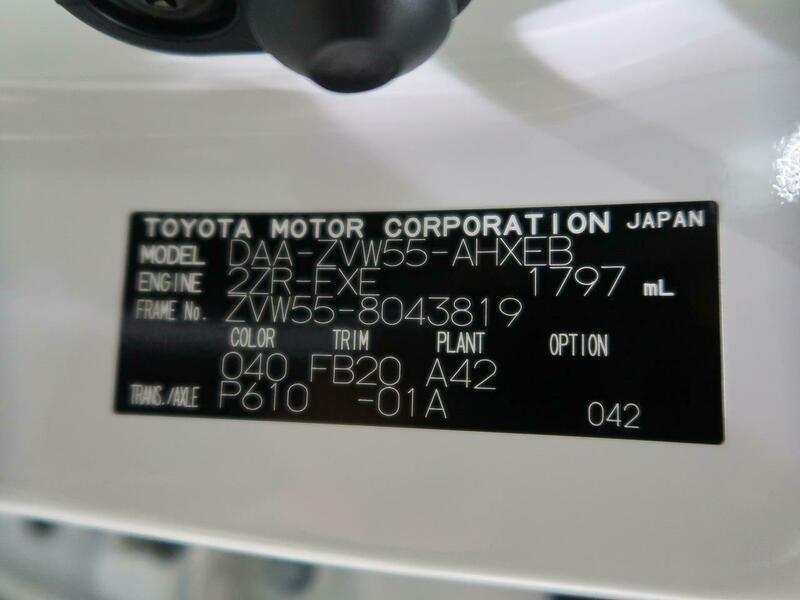 TOYOTA MOTOR CORPORATION JAPAN
MODEL DAA-ZVW55-AHXEB
ENGINE 2ZR-FXE 1797 mL
FRAME No. ZVW55-8043819
COLOR TRIM PLANT OPTION
040 FB20 A42
TRANS./AXLE P610 -01A 042